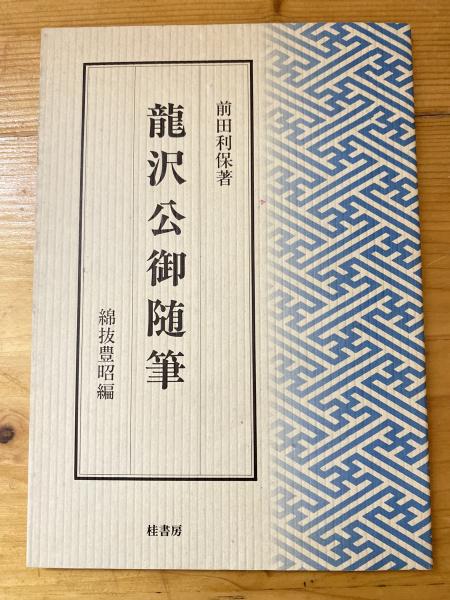 前田利保著
龍沢公御随筆
綿抜豊昭編
桂書房